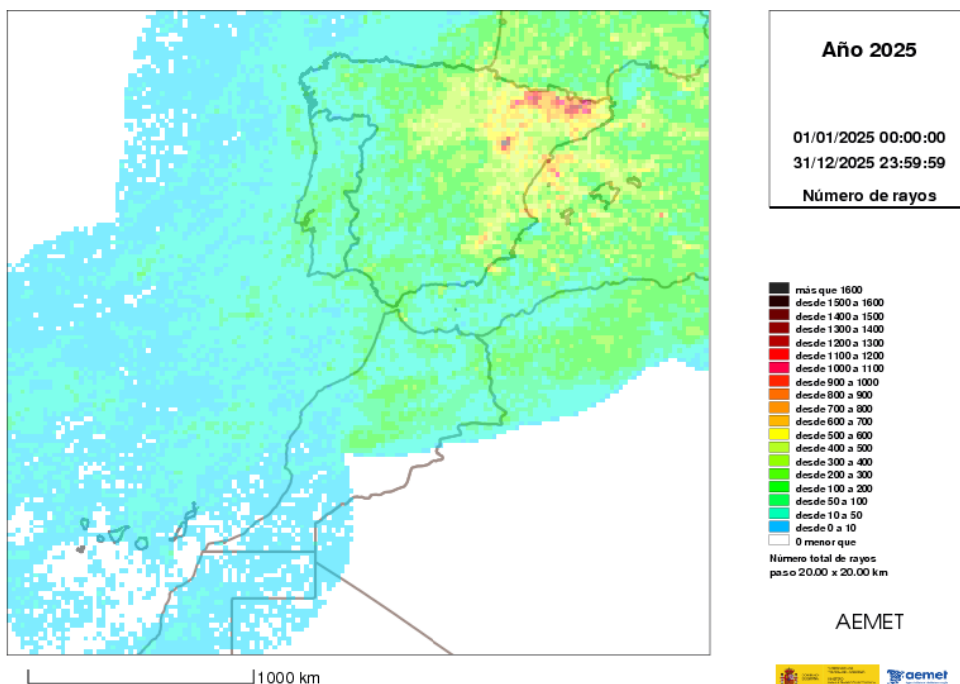 Año 2025
01/01/2025 00:00:00
31/12/2025 23:59:59
Número de rayos
más que 1600
desde 1500 a 1600
desde 1400 a 1500
desde 1300 a 1400
desde 1200 a 1300
desde 1100 a 1200
desde 1000 a 1100
desde 900 a 1000
desde 800 a 900
desde 700 a 800
desde 600 a 700
desde 500 a 600
desde 400 a 500
desde 300 a 400
desde 200 a 300
desde 100 a 200
desde 50 a 100
desde 10 a 50
desde 0 a 10
0 menor que
Número total de rayos
paso 20.00 x 20.00 km
AEMET
1000 km
aemet